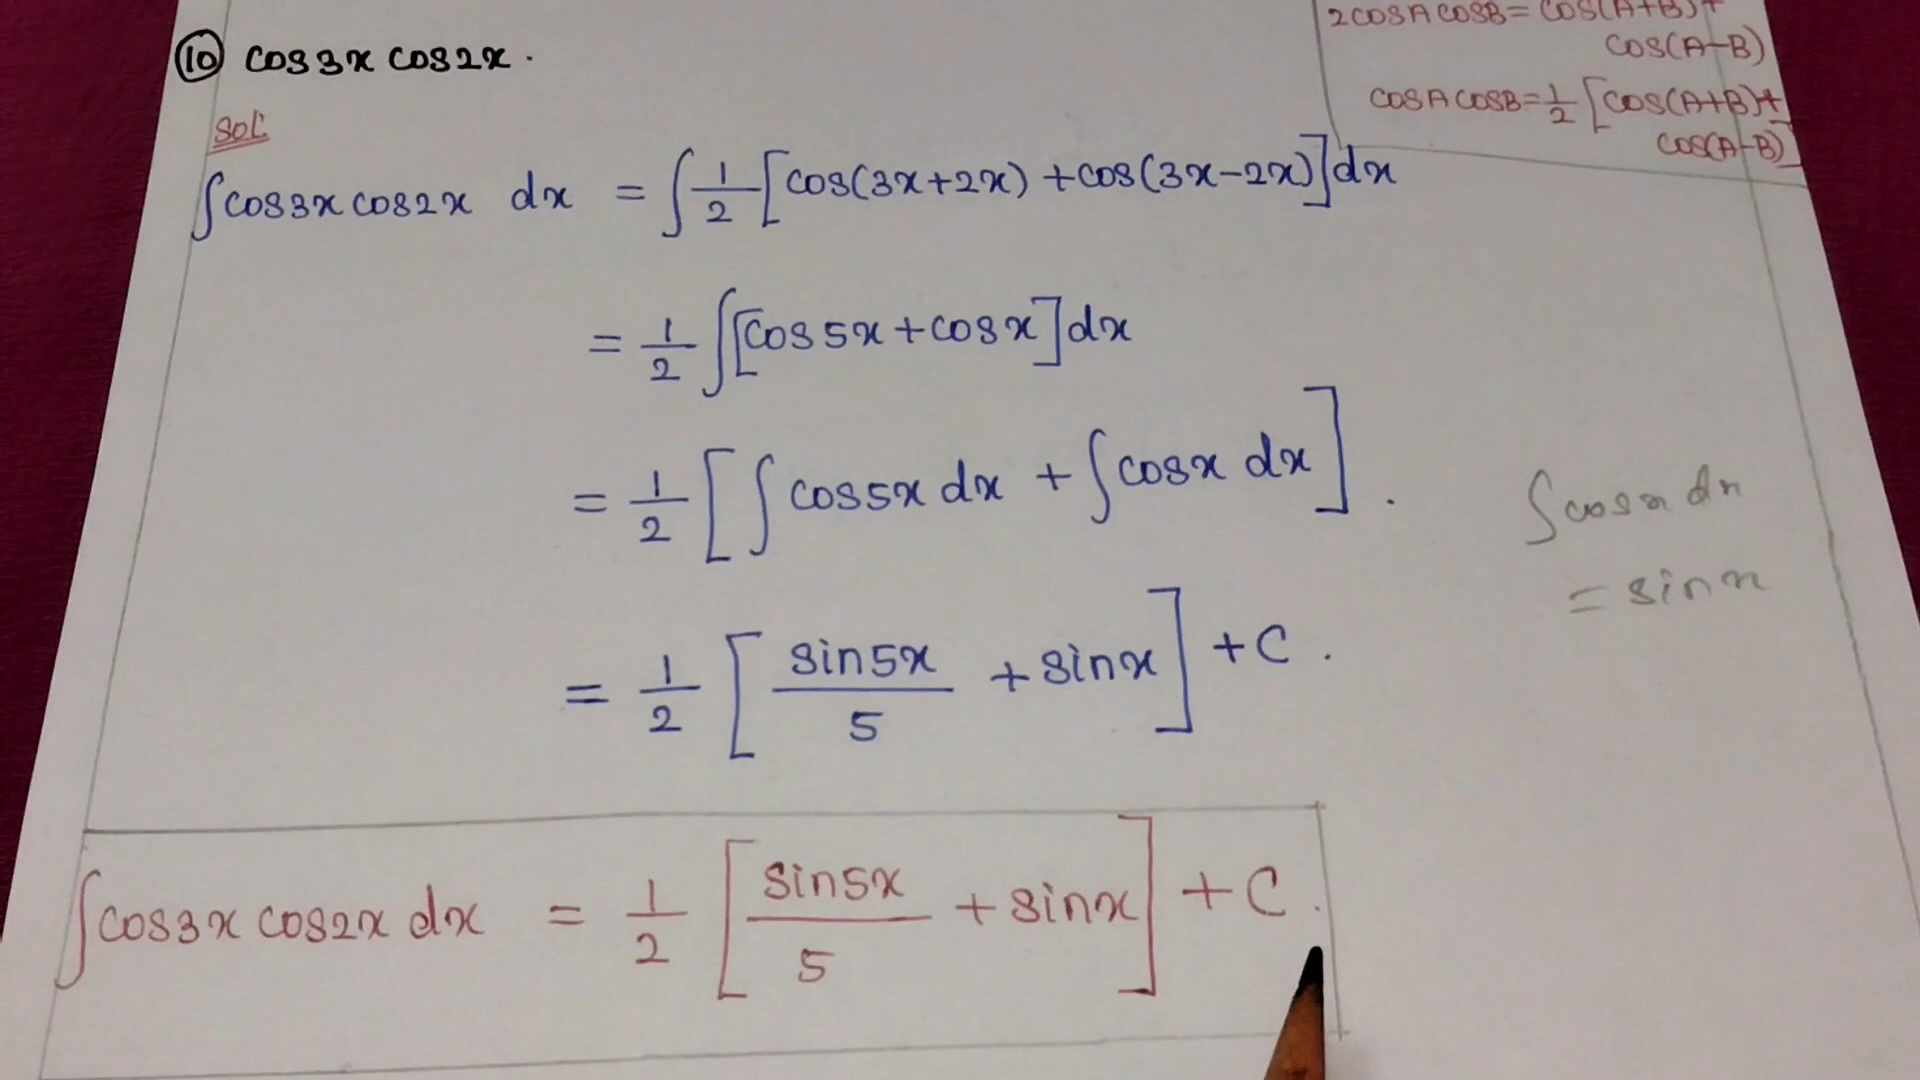 2cosA cosB = cos(A+B)+
cos(A-B)
cosA cosB = 1/2 [cos(A+B)+
cos(A-B)]
⑩ cos3x cos2x.
Sol:
∫cos3x cos2x dx = ∫ 1/2 [cos(3x+2x) + cos(3x-2x)] dx
= 1/2 ∫[cos5x + cosx] dx
= 1/2 [∫ cos5x dx + ∫cosx dx].
∫cosx dx
= sinx
= 1/2 [sin5x/5 + sinx] + C.
∫cos3x cos2x dx = 1/2 [sin5x/5 + sinx] + C.